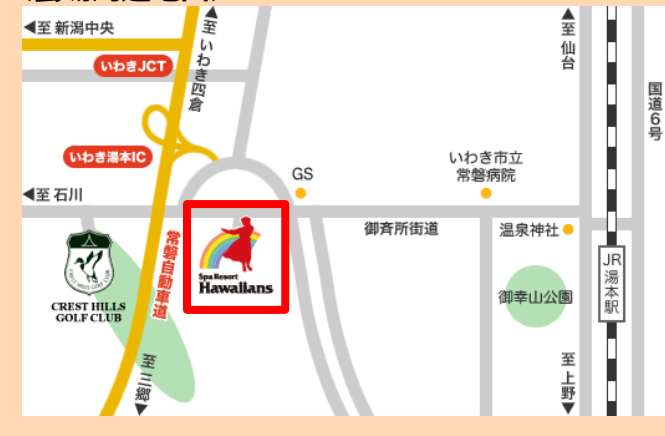 ◀至 新潟中央
▲至 いわき四倉
▲至 仙台
いわきJCT
国道6号
いわき湯本IC
GS
いわき市立
常磐病院
◀至 石川
御斉所街道
温泉神社
常磐自動車道
Spa Resort
Hawaiians
JR湯本駅
CREST HILLS
GOLF CLUB
御幸山公園
至 三郷▼
至 上野▼